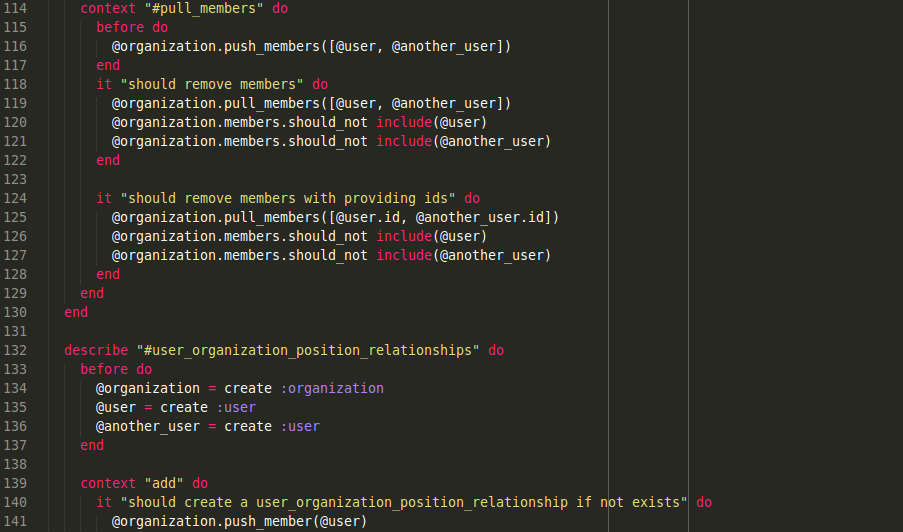 114 context "#pull_members" do
115 before do
116 @organization.push_members([@user, @another_user])
117 end
118 it "should remove members" do
119 @organization.pull_members([@user, @another_user])
120 @organization.members.should_not include(@user)
121 @organization.members.should_not include(@another_user)
122 end
123
124 it "should remove members with providing ids" do
125 @organization.pull_members([@user.id, @another_user.id])
126 @organization.members.should_not include(@user)
127 @organization.members.should_not include(@another_user)
128 end
129 end
130 end
131
132 describe "#user_organization_position_relationships" do
133 before do
134 @organization = create :organization
135 @user = create :user
136 @another_user = create :user
137 end
138
139 context "add" do
140 it "should create a user_organization_position_relationship if not exists" do
141 @organization.push_member(@user)